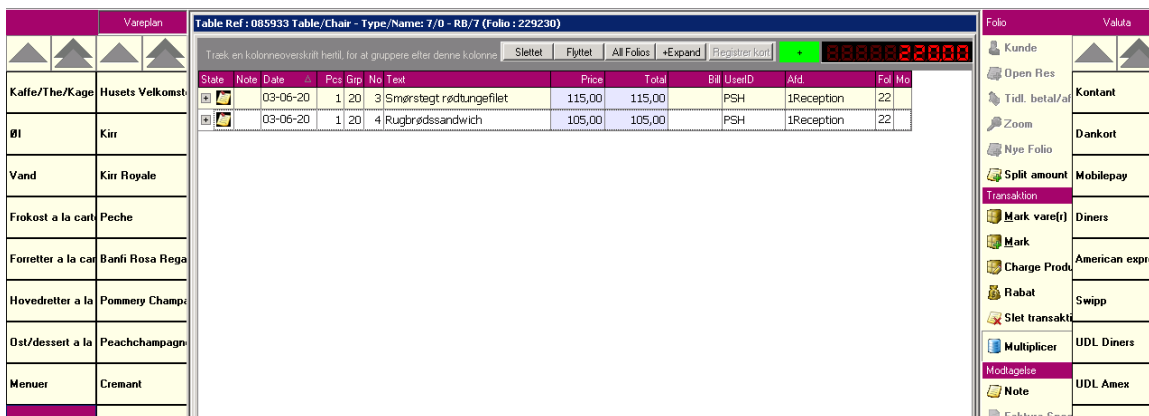 Vareplan
Table Ref : 085933 Table/Chair - Type/Name: 7/0 - RB/7 (Folio : 229230)
Folio
Valuta
Træk en kolonneoverskrift hertil, for at gruppere efter denne kolonne
Slettet
Flyttet
All Folios
+Expand
Registrer kort
+
220.00
State Note Date Pcs Grp No Text Price Total Bill UserID Afd. Fol Mo
03-06-20 1 20 3 Smørstegt rødtungefilet 115,00 115,00 PSH 1Reception 22
03-06-20 1 20 4 Rugbrødssandwich 105,00 105,00 PSH 1Reception 22
Kaffe/The/Kage
Øl
Vand
Frokost a la cart
Forretter a la car
Hovedretter a la
Ost/dessert a la
Menuer
Husets Velkomst
Kirr
Kirr Royale
Peche
Banfi Rosa Rega
Pommery Champa
Peachchampagn
Cremant
Kunde
Open Res
Tidl. betal/af
Zoom
Nye Folio
Split amount
Transaktion
Mark vare(r)
Mark
Charge Produ
Rabat
Slet transakti
Multiplicer
Modtagelse
Note
Kontant
Dankort
Mobilepay
Diners
American expr
Swipp
UDL Diners
UDL Amex